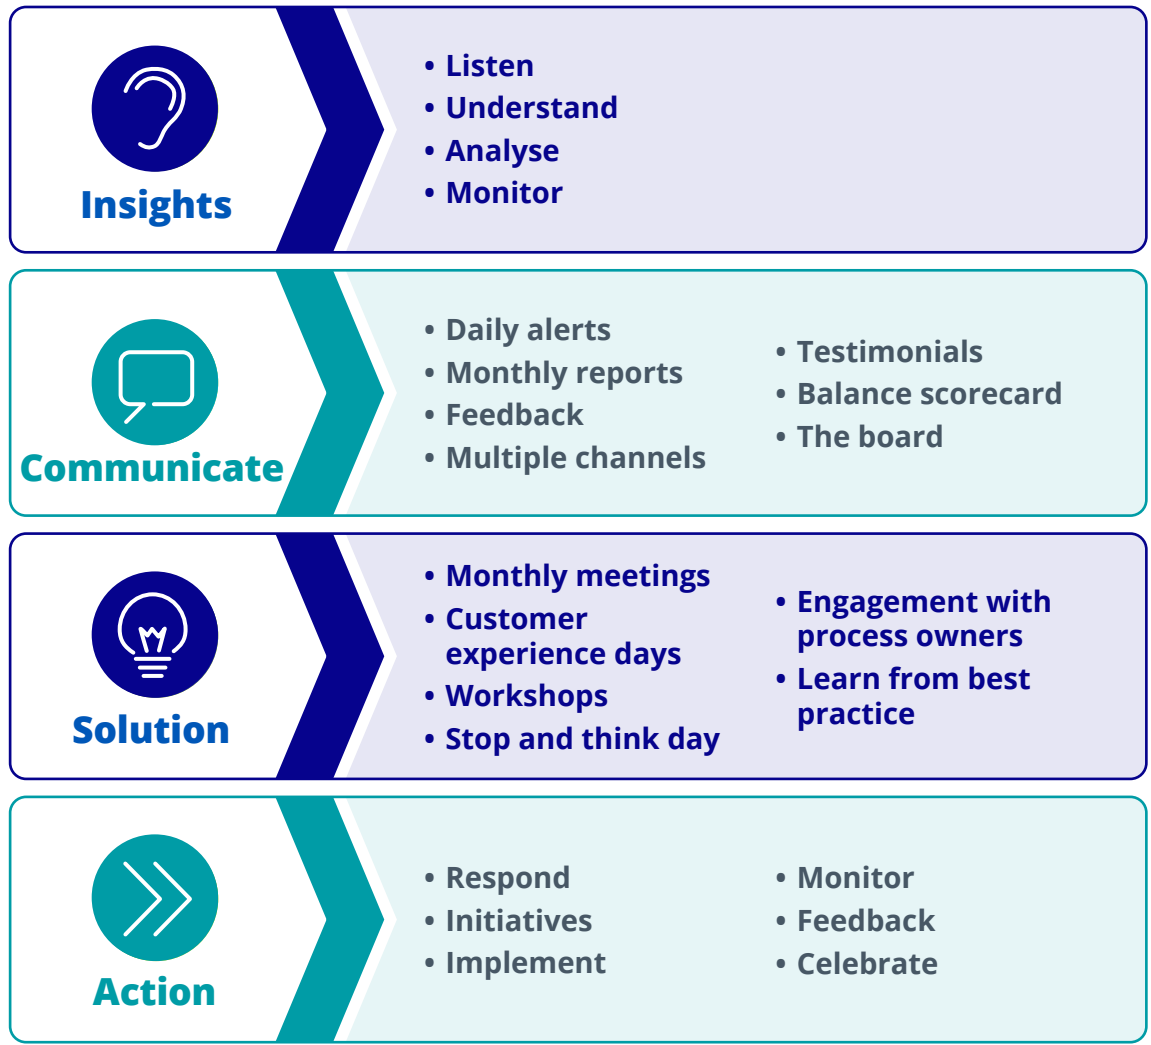 Insights
• Listen
• Understand
• Analyse
• Monitor
Communicate
• Daily alerts
• Monthly reports
• Feedback
• Multiple channels
• Testimonials
• Balance scorecard
• The board
Solution
• Monthly meetings
• Customer
experience days
• Workshops
• Stop and think day
• Engagement with
process owners
• Learn from best
practice
Action
• Respond
• Initiatives
• Implement
• Monitor
• Feedback
• Celebrate